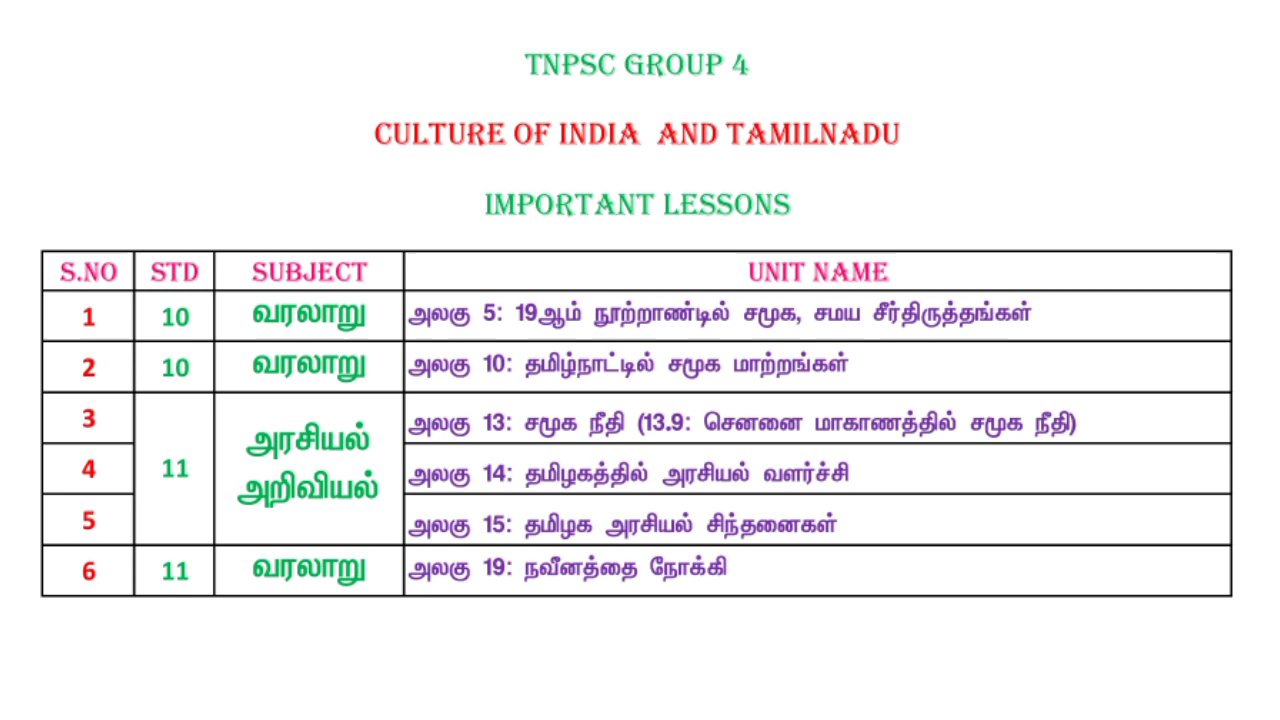 TNPSC GROUP 4
CULTURE OF INDIA AND TAMILNADU
IMPORTANT LESSONS
S.NO STD SUBJECT UNIT NAME
1 10 வரலாறு அலகு 5: 19ஆம் நூற்றாண்டில் சமூக, சமய சீர்திருத்தங்கள்
2 10 வரலாறு அலகு 10: தமிழ்நாட்டில் சமூக மாற்றங்கள்
3 அலகு 13: சமூக நீதி (13.9: செனனை மாகாணத்தில் சமூக நீதி)
4 11 அரசியல் அறிவியல் அலகு 14: தமிழகத்தில் அரசியல் வளர்ச்சி
5 அலகு 15: தமிழக அரசியல் சிந்தனைகள்
6 11 வரலாறு அலகு 19: நவீனத்தை நோக்கி